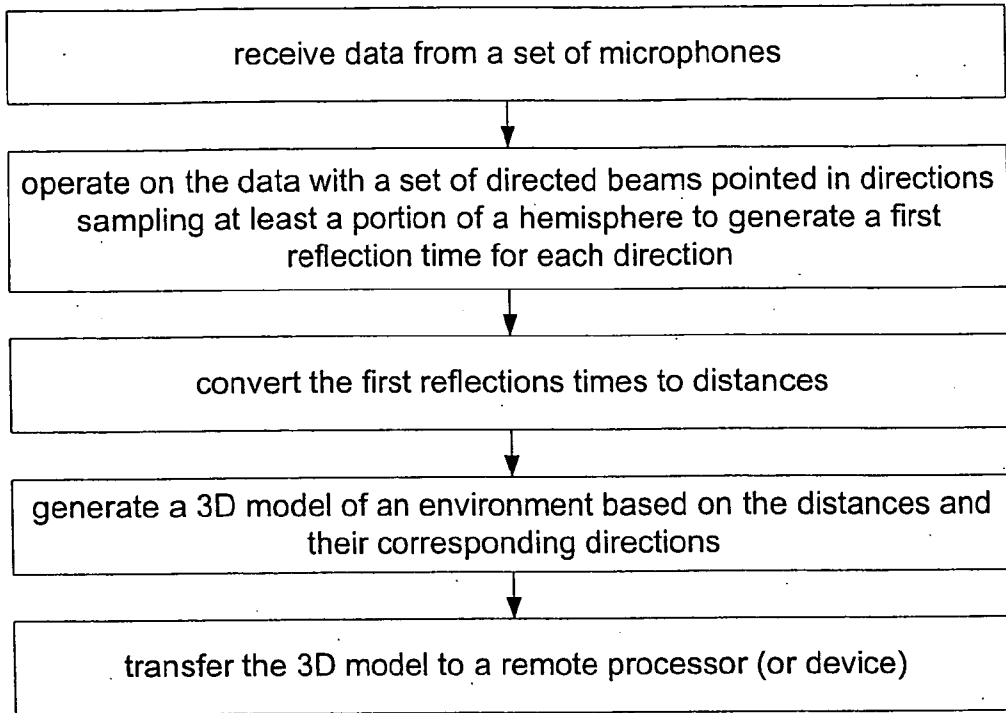 receive data from a set of microphones
operate on the data with a set of directed beams pointed in directions
sampling at least a portion of a hemisphere to generate a first
reflection time for each direction
convert the first reflections times to distances
generate a 3D model of an environment based on the distances and
their corresponding directions
transfer the 3D model to a remote processor (or device)